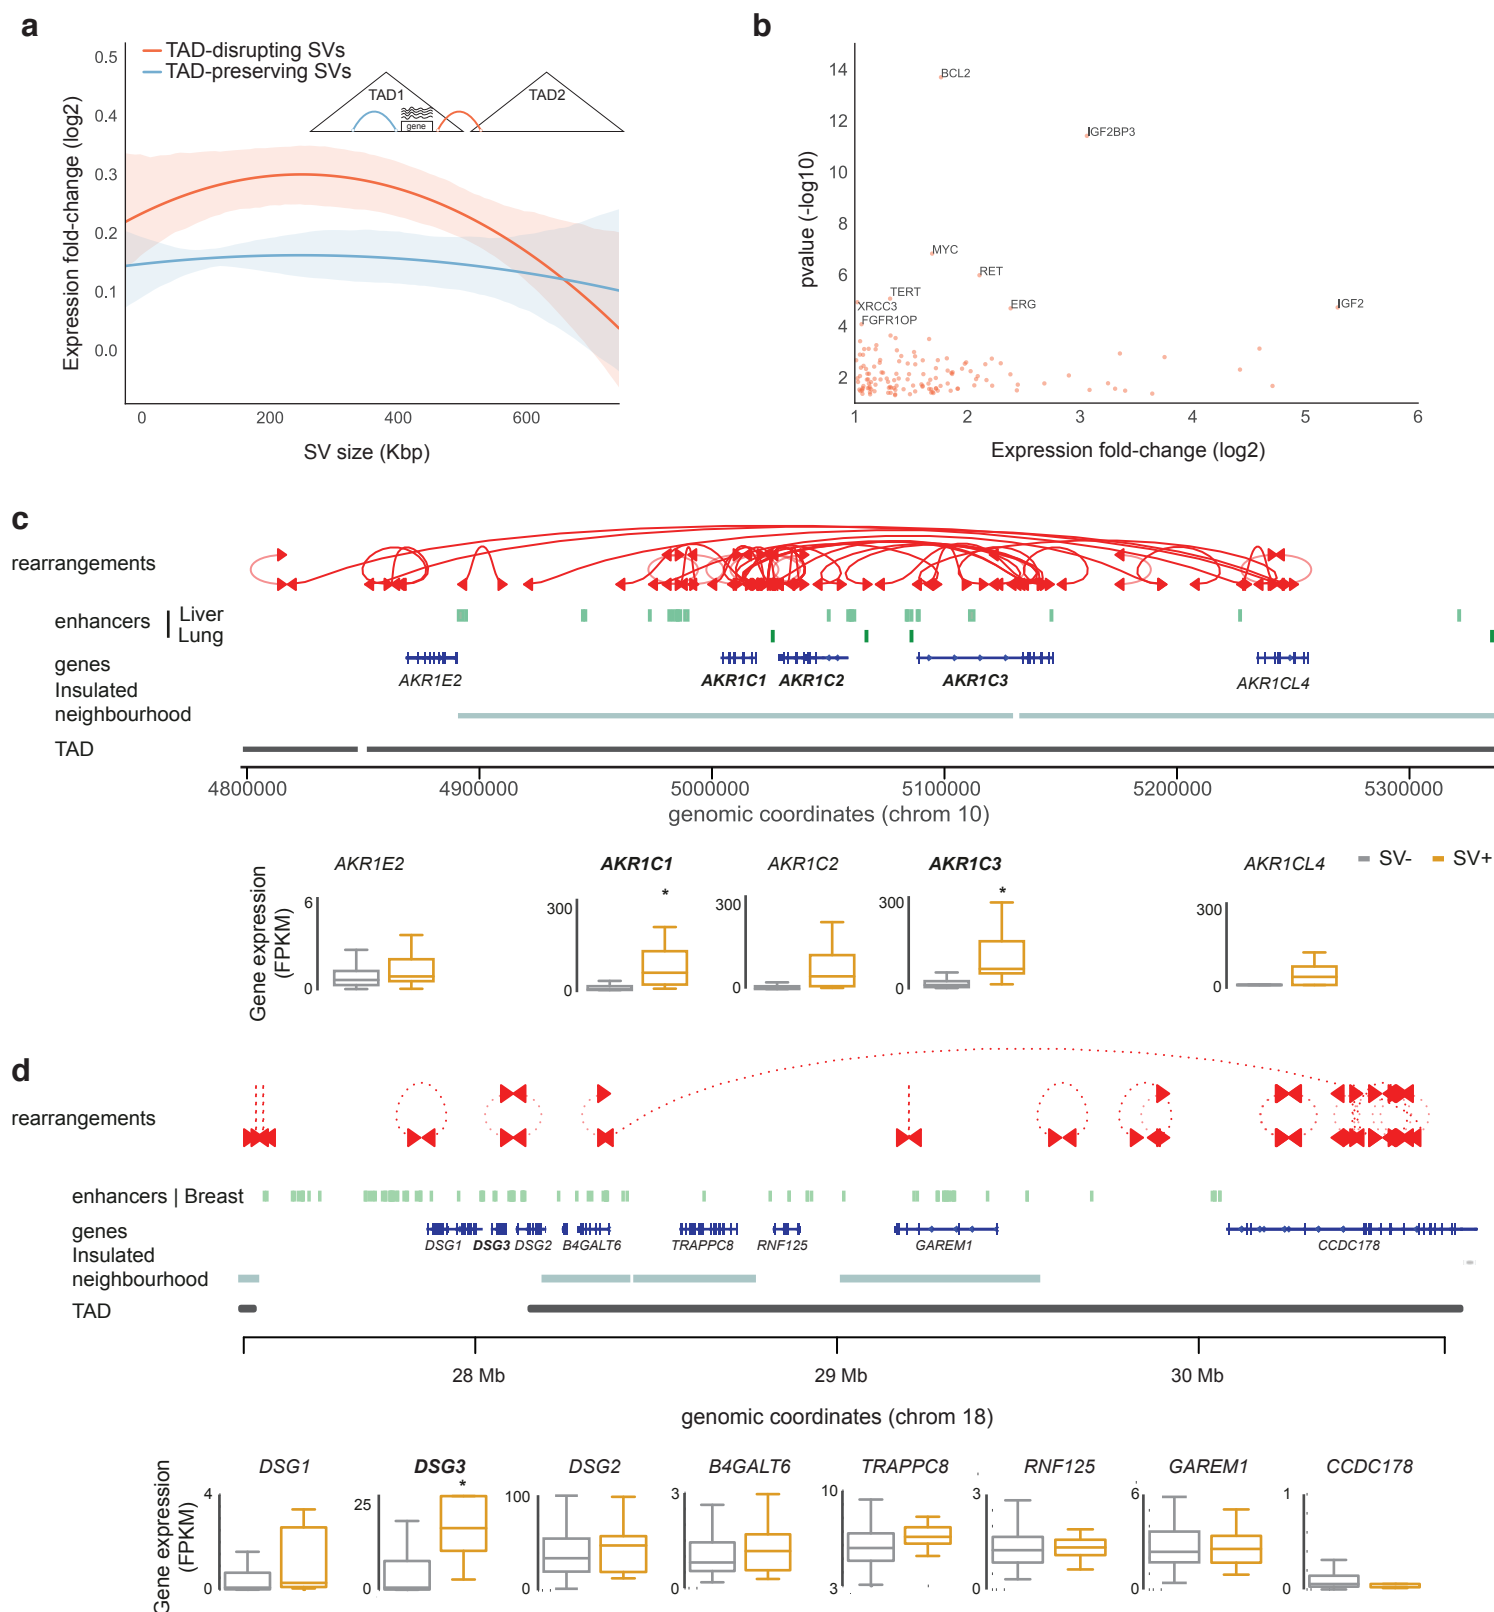 a
TAD-disrupting SVs
TAD-preserving SVs
TAD1
TAD2
gene
0.5
0.4
0.3
0.2
0.1
0.0
Expression fold-change (log2)
0 200 400 600
SV size (Kbp)
b
14
12
10
8
6
4
2
pvalue (-log10)
BCL2
IGF2BP3
MYC
RET
TERT
XRCC3
ERG
IGF2
FGFR1OP
1 2 3 4 5 6
Expression fold-change (log2)
c
rearrangements
enhancers | Liver
Lung
genes
AKR1E2 AKR1C1 AKR1C2 AKR1C3 AKR1CL4
Insulated
neighbourhood
TAD
4800000 4900000 5000000 5100000 5200000 5300000
genomic coordinates (chrom 10)
AKR1E2 AKR1C1 AKR1C2 AKR1C3 AKR1CL4 SV- SV+
* *
Gene expression
(FPKM)
6 300 300 300 300
0 0 0 0 0
d
rearrangements
enhancers | Breast
genes
DSG1 DSG3 DSG2 B4GALT6 TRAPPC8 RNF125 GAREM1 CCDC178
Insulated
neighbourhood
TAD
28 Mb 29 Mb 30 Mb
genomic coordinates (chrom 18)
DSG1 DSG3 DSG2 B4GALT6 TRAPPC8 RNF125 GAREM1 CCDC178
*
Gene expression
(FPKM)
4 25 100 3 10 3 6 1
0 0 0 0 3 0 0 0